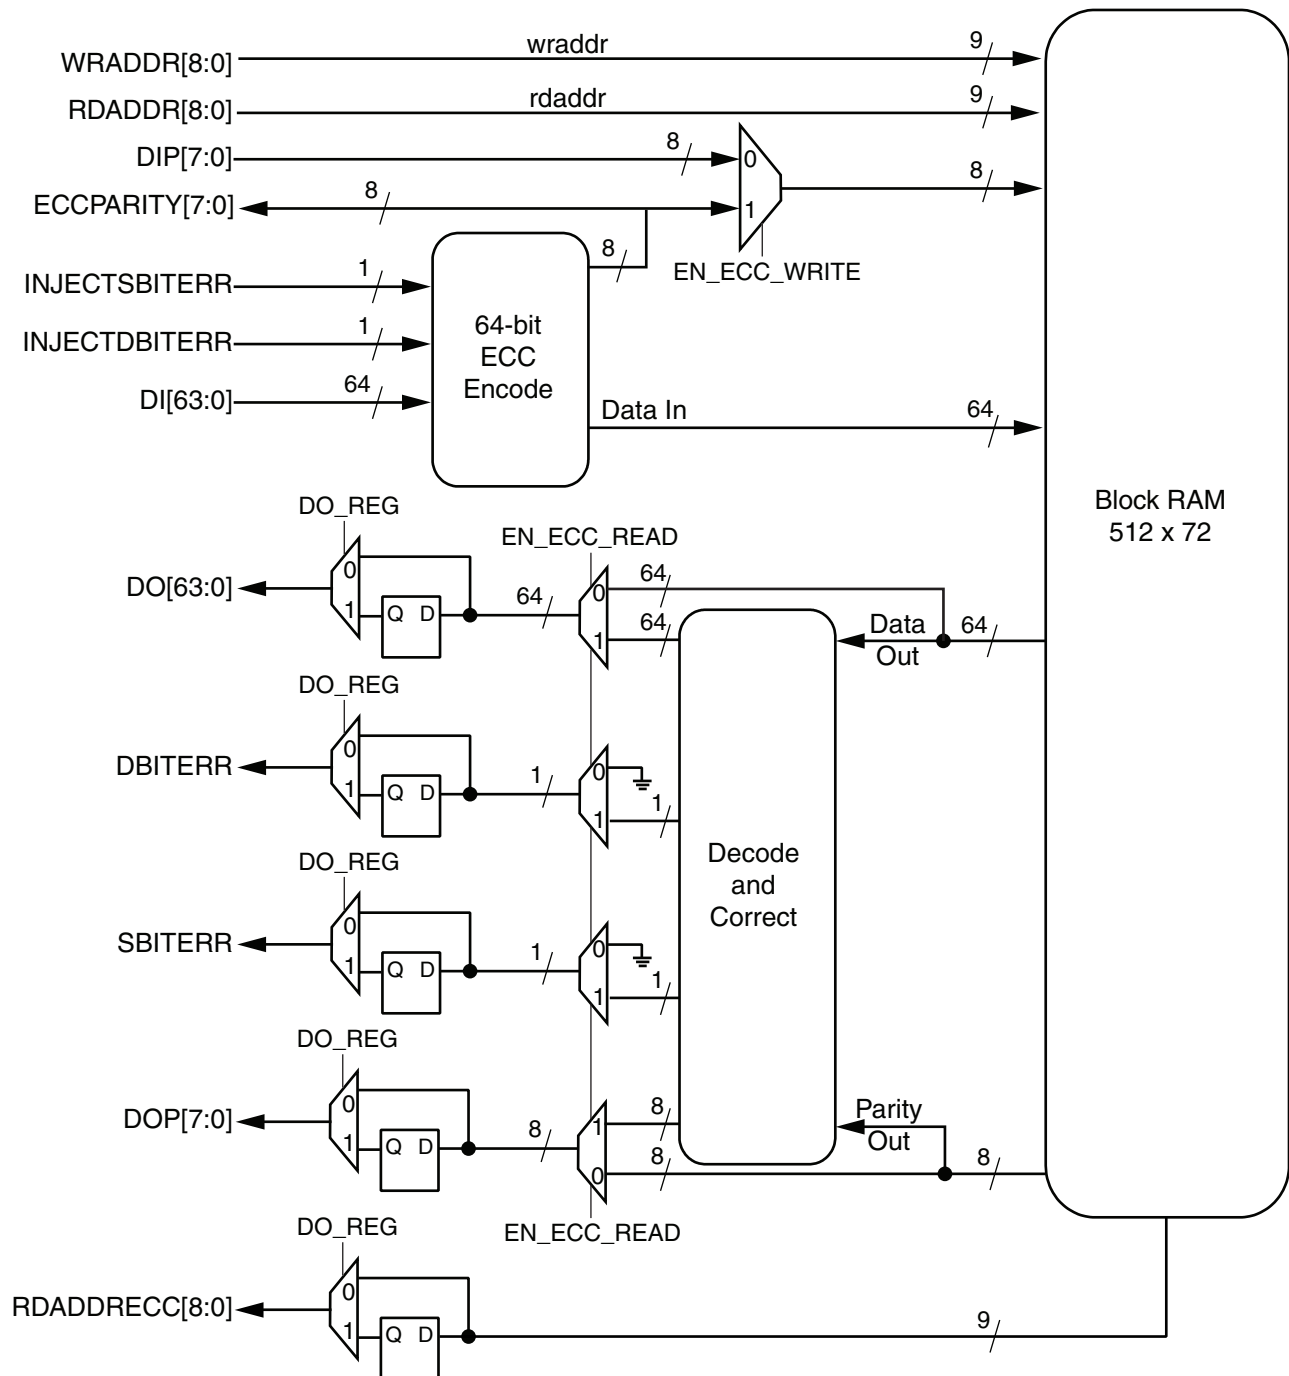 wraddr
9
WRADDR[8:0]
rdaddr
9
RDADDR[8:0]
8
DIP[7:0]
0
8
8
ECCPARITY[7:0]
1
8
EN_ECC_WRITE
1
INJECTSBITERR
1
INJECTDBITERR
64
DI[63:0]
64-bit
ECC
Encode
Data In
64
Block RAM
512 x 72
DO_REG
EN_ECC_READ
0
DO[63:0]
1
Q D
64
0
64
1
64
Data
Out
64
DO_REG
0
DBITERR
1
Q D
1
0
1
1
Decode
and
Correct
DO_REG
0
SBITERR
1
Q D
1
0
1
1
DO_REG
0
DOP[7:0]
1
Q D
8
1
8
0
8
Parity
Out
8
EN_ECC_READ
DO_REG
0
RDADDRECC[8:0]
1
Q D
9